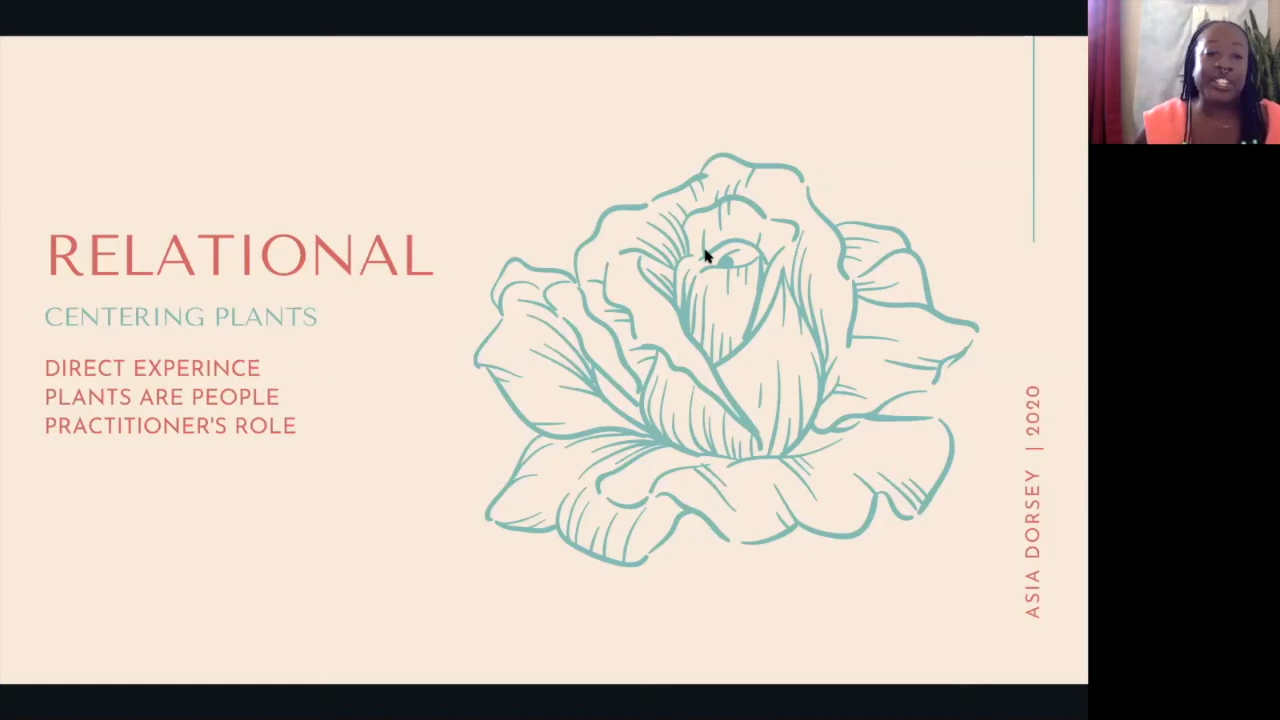 RELATIONAL
CENTERING PLANTS
DIRECT EXPERINCE
PLANTS ARE PEOPLE
PRACTITIONER'S ROLE
ASIA DORSEY | 2020